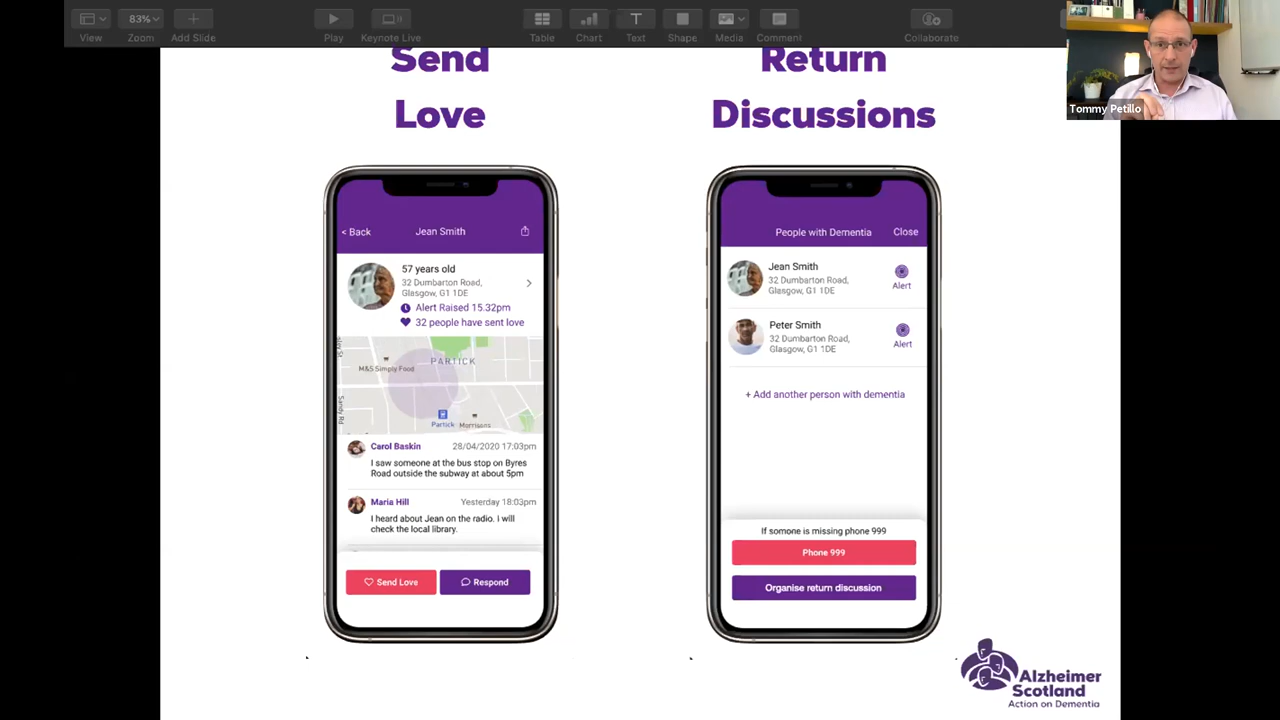 View
83%
Zoom
Add Slide
Play
Keynote Live
Table
Chart
Text
Shape
Media
Comment
Collaborate
Tommy Petillo
Send
Love
< Back
Jean Smith
57 years old
32 Dumbarton Road,
Glasgow, G1 1DE
Alert Raised 15.32pm
32 people have sent love
PARTICK
M&S Simply Food
Sandy Rd
Partick
Morrisons
Carol Baskin
28/04/2020 17:03pm
I saw someone at the bus stop on Byres
Road outside the subway at about 5pm
Maria Hill
Yesterday 18:03pm
I heard about Jean on the radio. I will
check the local library.
Send Love
Respond
Return
Discussions
People with Dementia
Close
Jean Smith
32 Dumbarton Road,
Glasgow, G1 1DE
Alert
Peter Smith
32 Dumbarton Road,
Glasgow, G1 1DE
Alert
+ Add another person with dementia
If somone is missing phone 999
Phone 999
Organise return discussion
Alzheimer
Scotland
Action on Dementia